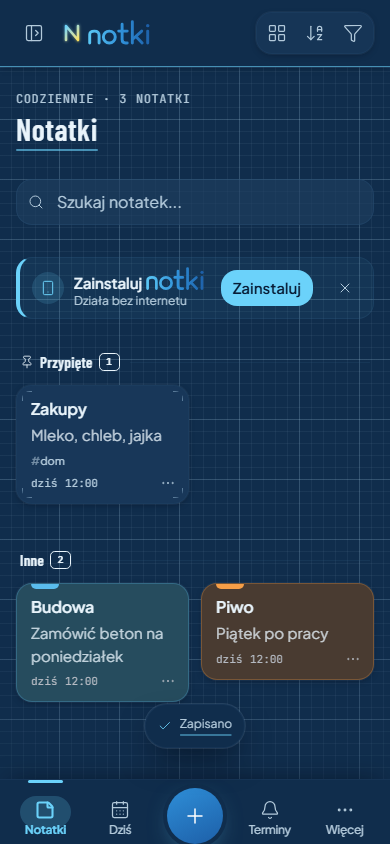 N notki
CODZIENNIE · 3 NOTATKI
Notatki
Szukaj notatek...
Zainstaluj notki
Działa bez internetu
Zainstaluj
Przypięte 1
Zakupy
Mleko, chleb, jajka
#dom
dziś 12:00
Inne 2
Budowa
Zamówić beton na
poniedziałek
dziś 12:00
Piwo
Piątek po pracy
dziś 12:00
Zapisano
Notatki
Dziś
Terminy
Więcej